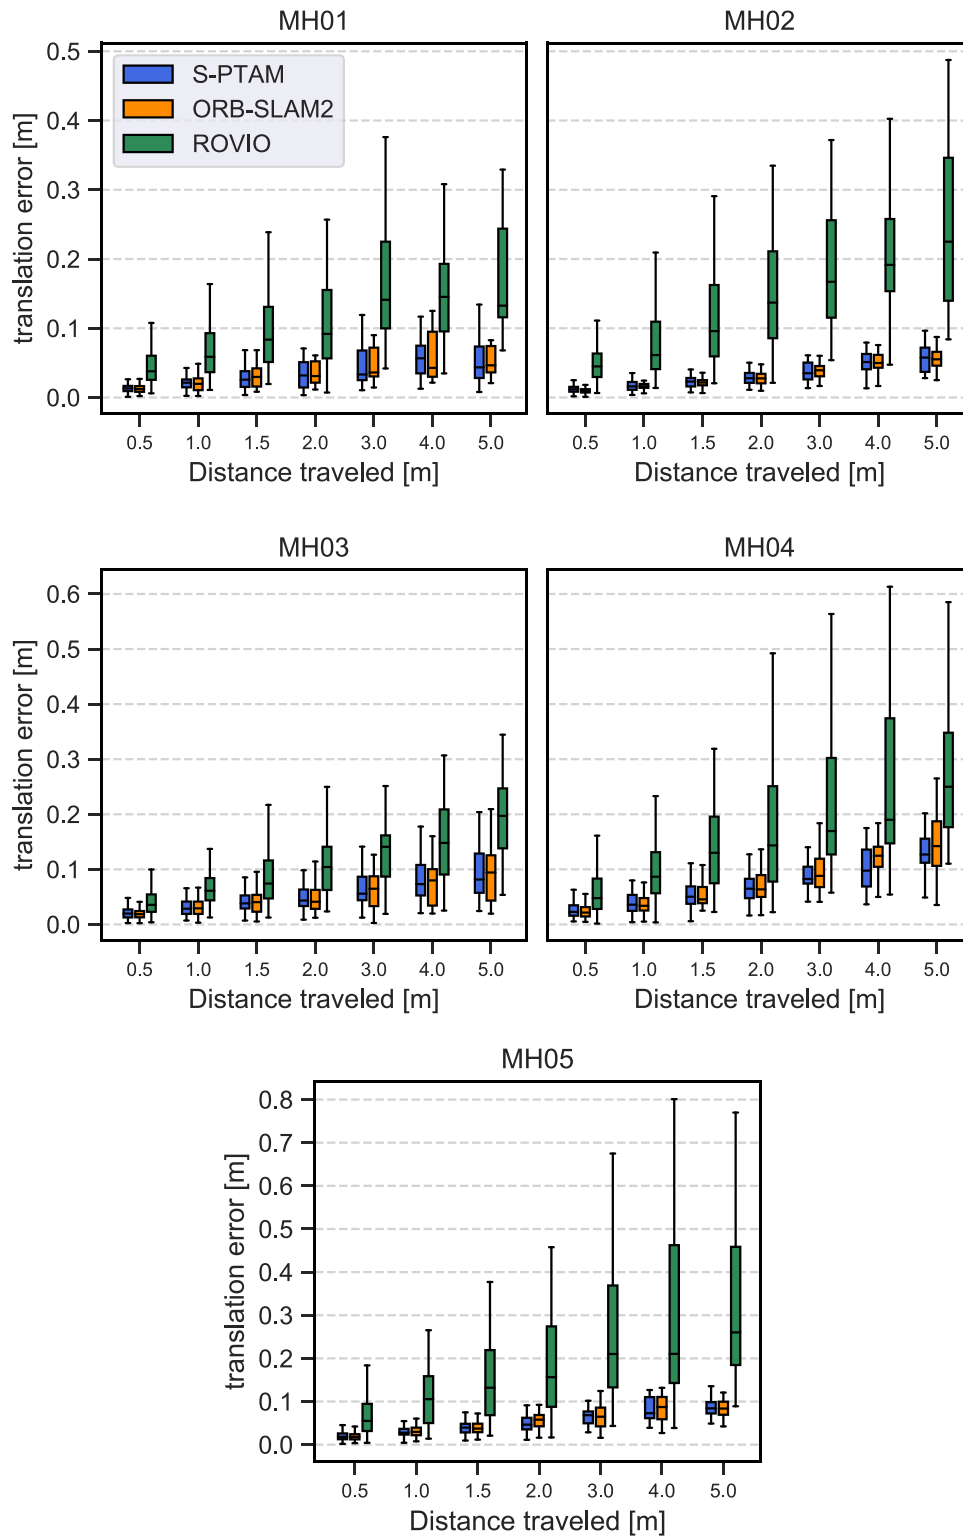 MH01
MH02
translation error [m]
0.5
0.4
0.3
0.2
0.1
0.0
S-PTAM
ORB-SLAM2
ROVIO
0.5 1.0 1.5 2.0 3.0 4.0 5.0
0.5 1.0 1.5 2.0 3.0 4.0 5.0
Distance traveled [m]
Distance traveled [m]
MH03
MH04
translation error [m]
0.6
0.5
0.4
0.3
0.2
0.1
0.0
0.5 1.0 1.5 2.0 3.0 4.0 5.0
0.5 1.0 1.5 2.0 3.0 4.0 5.0
Distance traveled [m]
Distance traveled [m]
MH05
translation error [m]
0.8
0.7
0.6
0.5
0.4
0.3
0.2
0.1
0.0
0.5 1.0 1.5 2.0 3.0 4.0 5.0
Distance traveled [m]